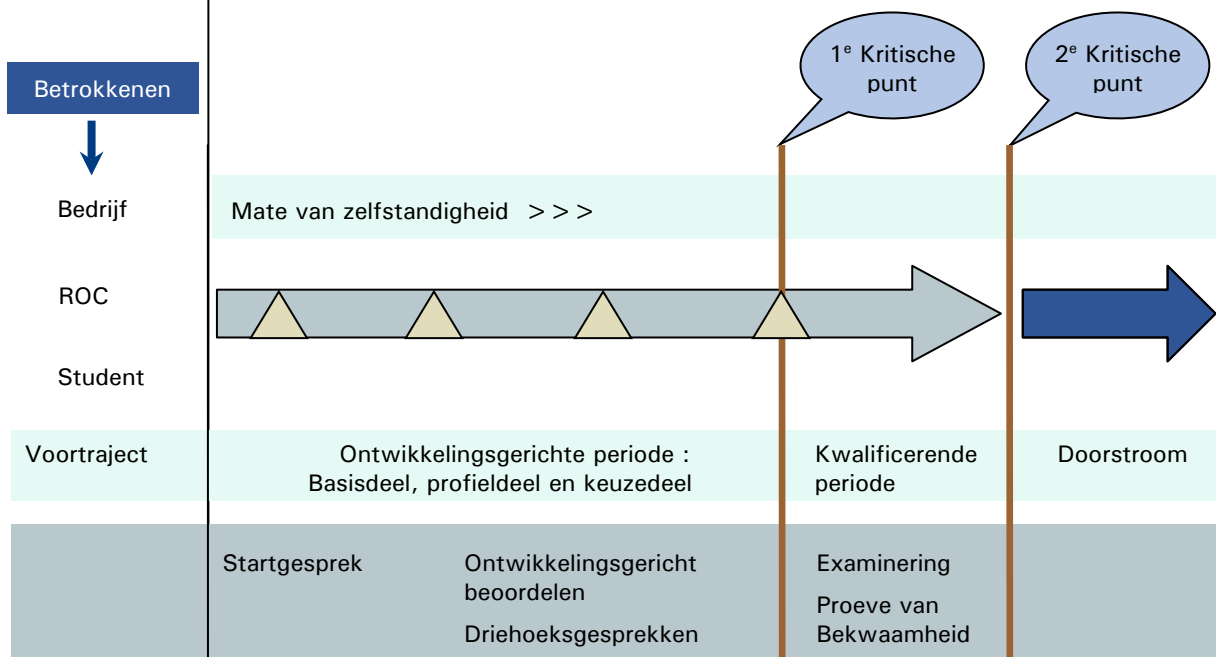 1e Kritische
punt
2e Kritische
punt
Betrokkenen
Bedrijf
Mate van zelfstandigheid > > >
ROC
Student
Voortraject
Ontwikkelingsgerichte periode :
Basisdeel, profieldeel en keuzedeel
Kwalificerende
periode
Doorstroom
Startgesprek
Ontwikkelingsgericht
beoordelen
Driehoeksgesprekken
Examinering
Proeve van
Bekwaamheid